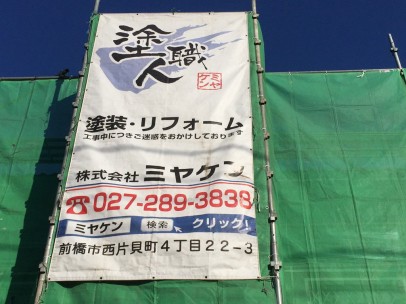 塗職人
ミヤケン
塗装・リフォーム
工事中につきご迷惑をおかけしております
株式会社 ミヤケン
☎027-289-3838
ミヤケン 検索 クリック!
前橋市西片貝町4丁目22-3